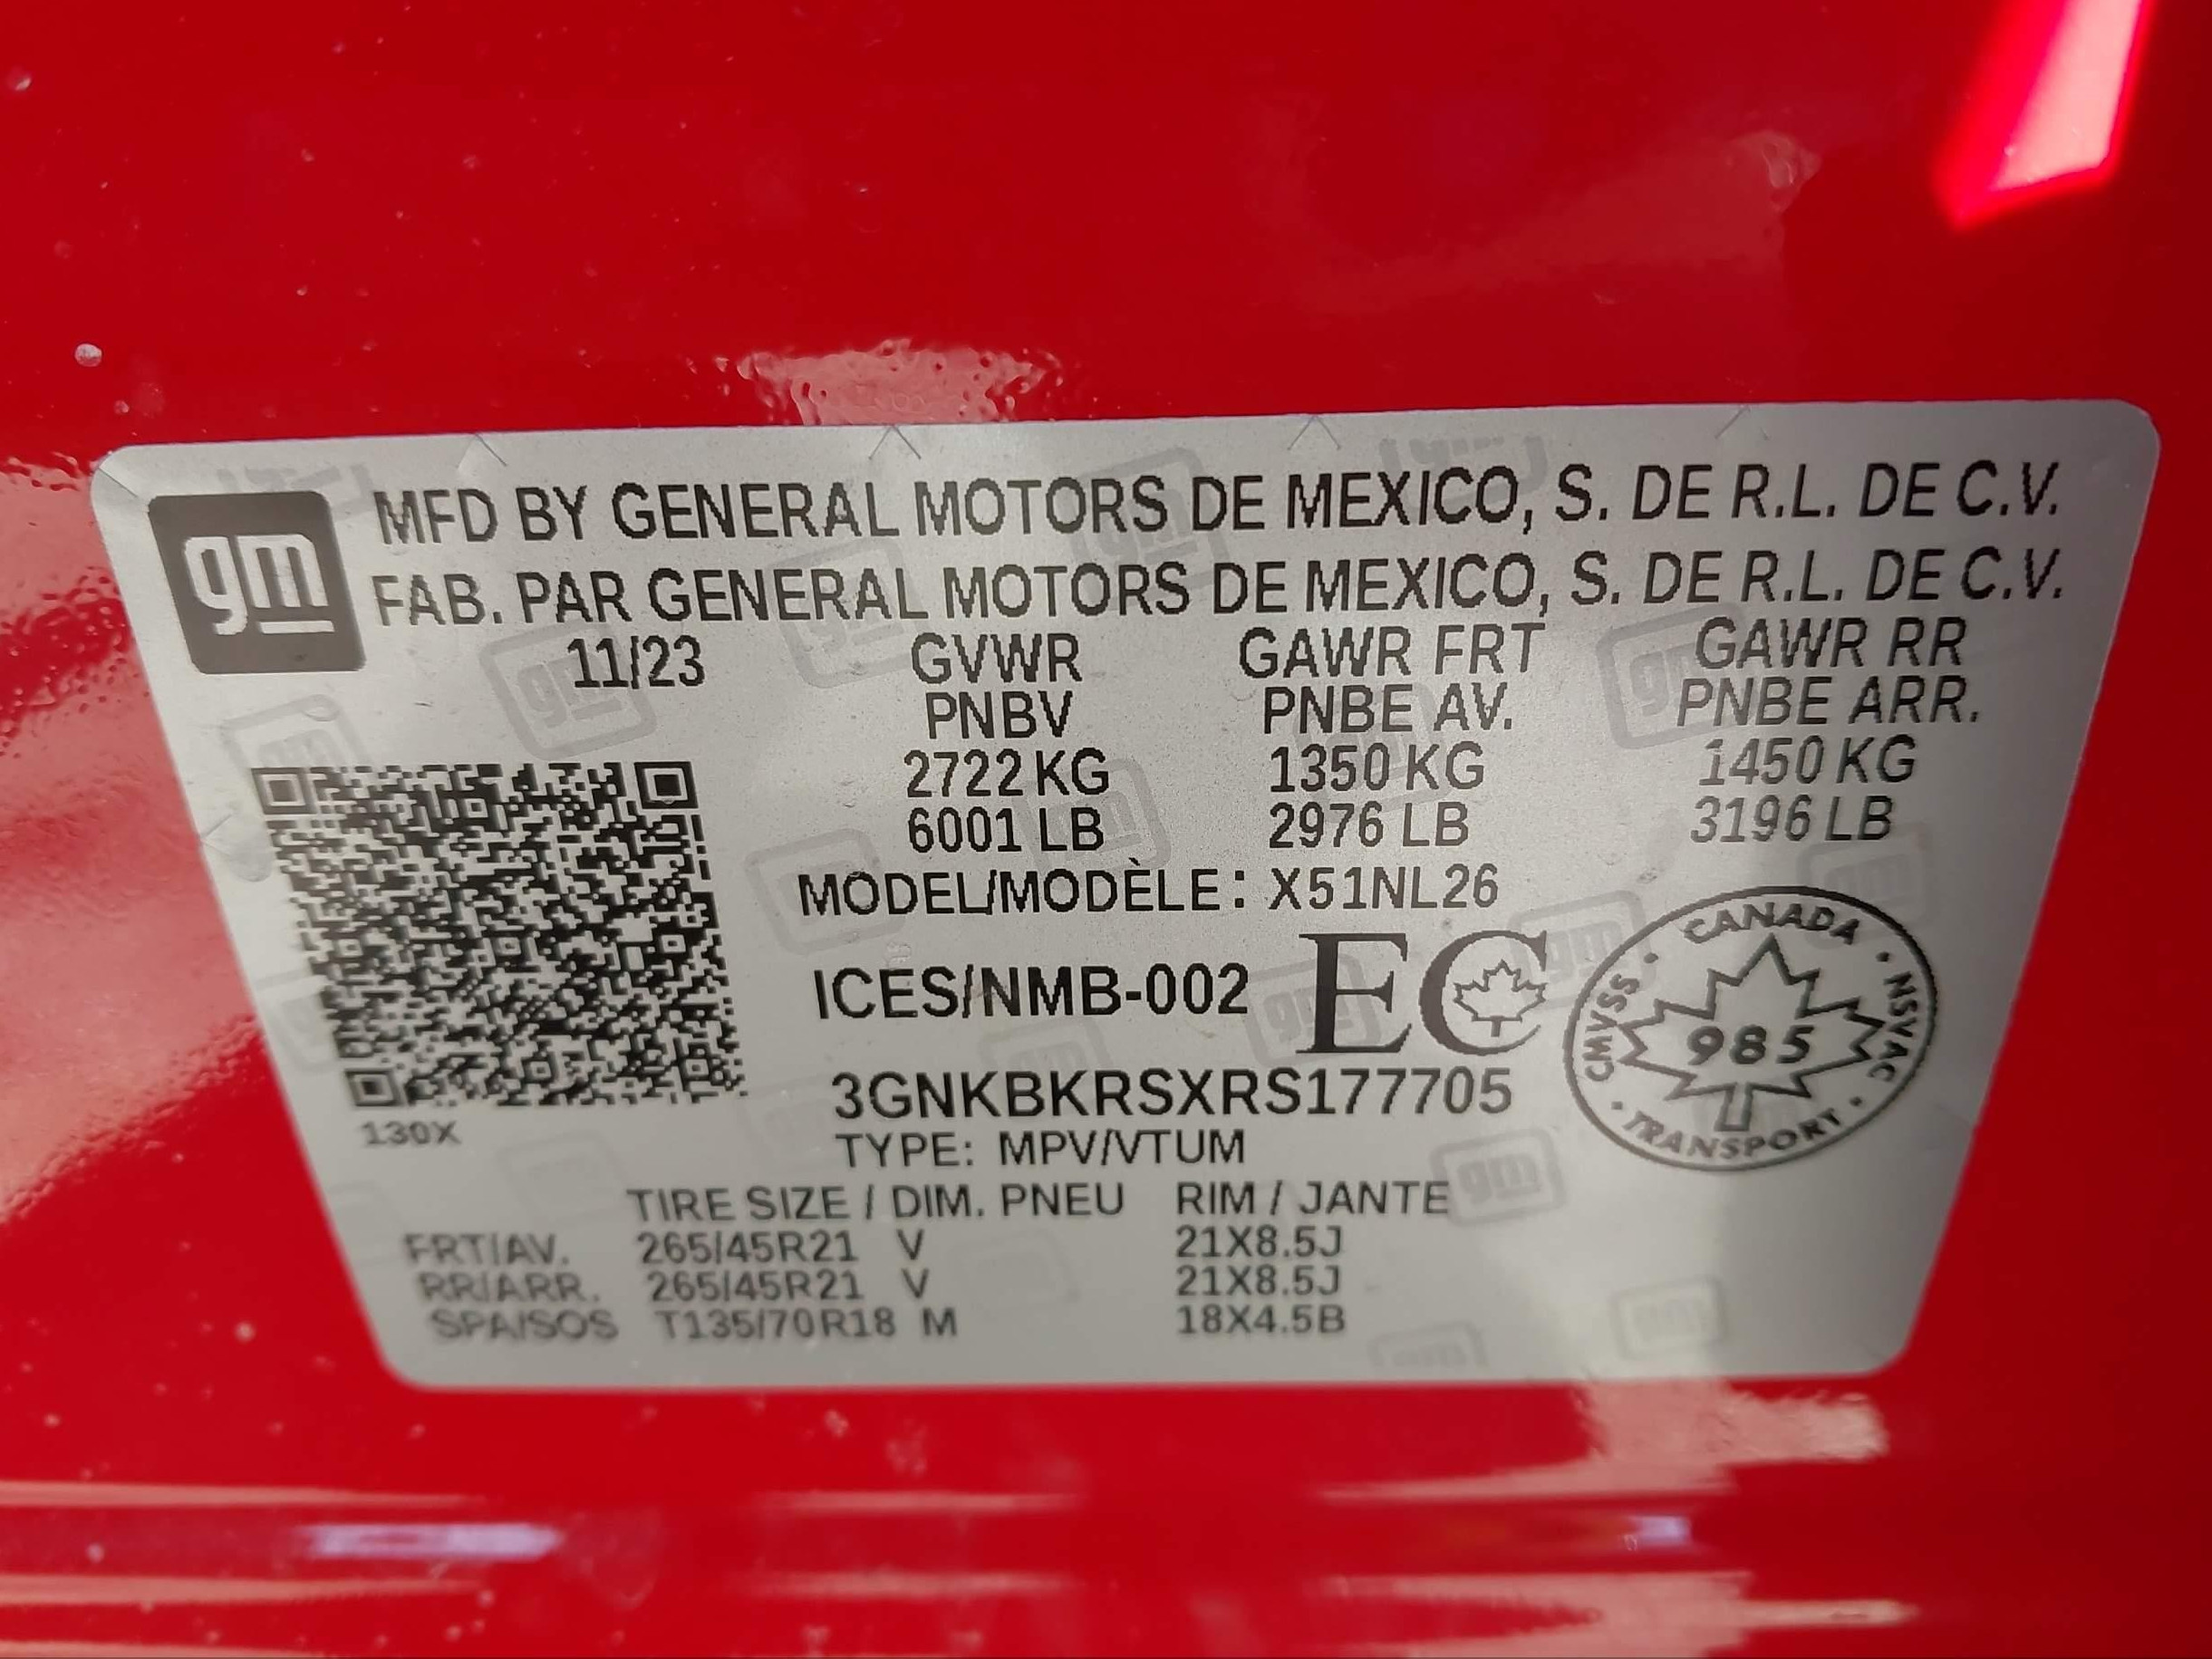 gm
MFD BY GENERAL MOTORS DE MEXICO, S. DE R.L. DE C.V.
FAB. PAR GENERAL MOTORS DE MEXICO, S. DE R.L. DE C.V.
11/23 GVWR GAWR FRT GAWR RR
PNBV PNBE AV. PNBE ARR.
2722 KG 1350 KG 1450 KG
6001 LB 2976 LB 3196 LB
MODEL/MODÈLE: X51NL26
ICES/NMB-002 EC
CANADA · NSVAC · TRANSPORT · CMVSS ·
985
3GNKBKRSXRS177705
130X
TYPE: MPV/VTUM
TIRE SIZE / DIM. PNEU RIM / JANTE
FRT/AV. 265/45R21 V 21X8.5J
RR/ARR. 265/45R21 V 21X8.5J
SPA/SOS T135/70R18 M 18X4.5B